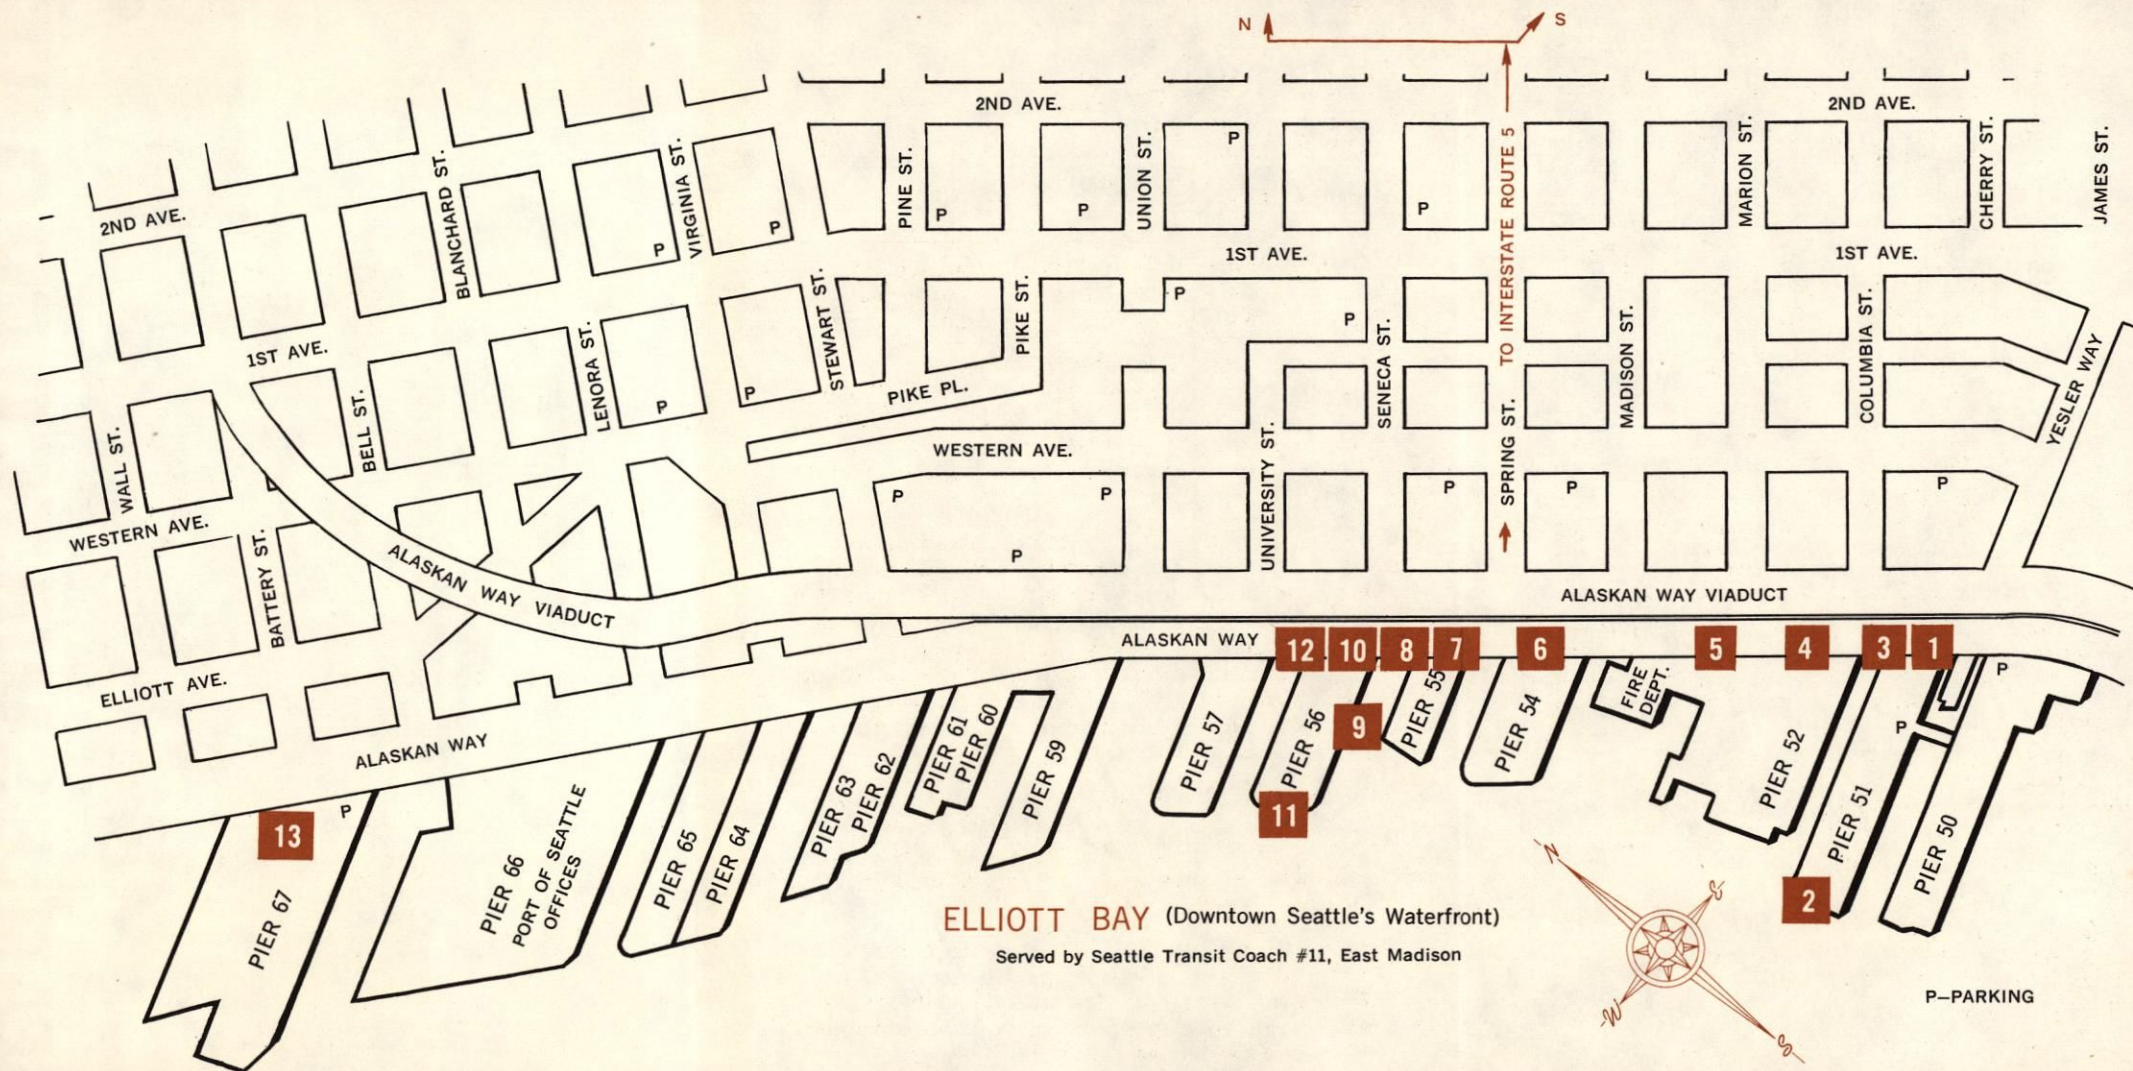 N
S
2ND AVE.
2ND AVE.
2ND AVE.
BLANCHARD ST.
VIRGINIA ST.
PINE ST.
UNION ST.
MARION ST.
CHERRY ST.
JAMES ST.
TO INTERSTATE ROUTE 5
P
P
P
P
P
P
1ST AVE.
1ST AVE.
1ST AVE.
LENORA ST.
STEWART ST.
PIKE ST.
SENECA ST.
MADISON ST.
COLUMBIA ST.
YESLER WAY
P
P
P
P
PIKE PL.
WALL ST.
BELL ST.
WESTERN AVE.
WESTERN AVE.
UNIVERSITY ST.
SPRING ST.
P
P
P
P
P
P
BATTERY ST.
ALASKAN WAY VIADUCT
ALASKAN WAY VIADUCT
ELLIOTT AVE.
ALASKAN WAY
ALASKAN WAY
12
10
8
7
6
5
4
3
1
9
11
2
13
P
P
P
FIRE
DEPT.
PIER 67
PIER 66
PORT OF SEATTLE
OFFICES
PIER 65
PIER 64
PIER 63
PIER 62
PIER 61
PIER 60
PIER 59
PIER 57
PIER 56
PIER 55
PIER 54
PIER 52
PIER 51
PIER 50
ELLIOTT BAY (Downtown Seattle's Waterfront)
Served by Seattle Transit Coach #11, East Madison
N
E
W
S
P—PARKING